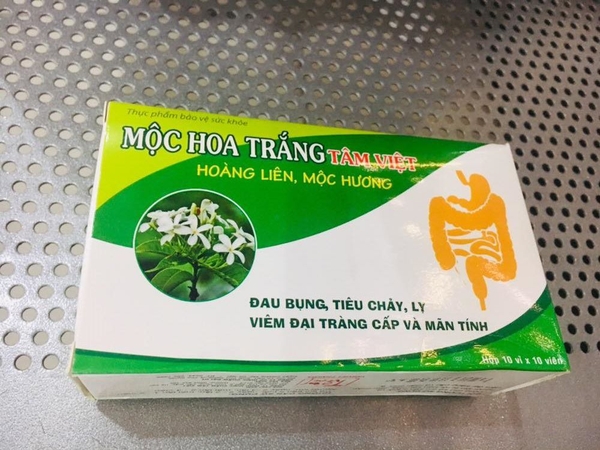 Thực phẩm bảo vệ sức khỏe
MỘC HOA TRẮNG TÂM VIỆT
HOÀNG LIÊN, MỘC HƯƠNG
ĐAU BỤNG, TIÊU CHẢY, LỴ
VIÊM ĐẠI TRÀNG CẤP VÀ MÃN TÍNH
Hộp 10 vỉ x 10 viên